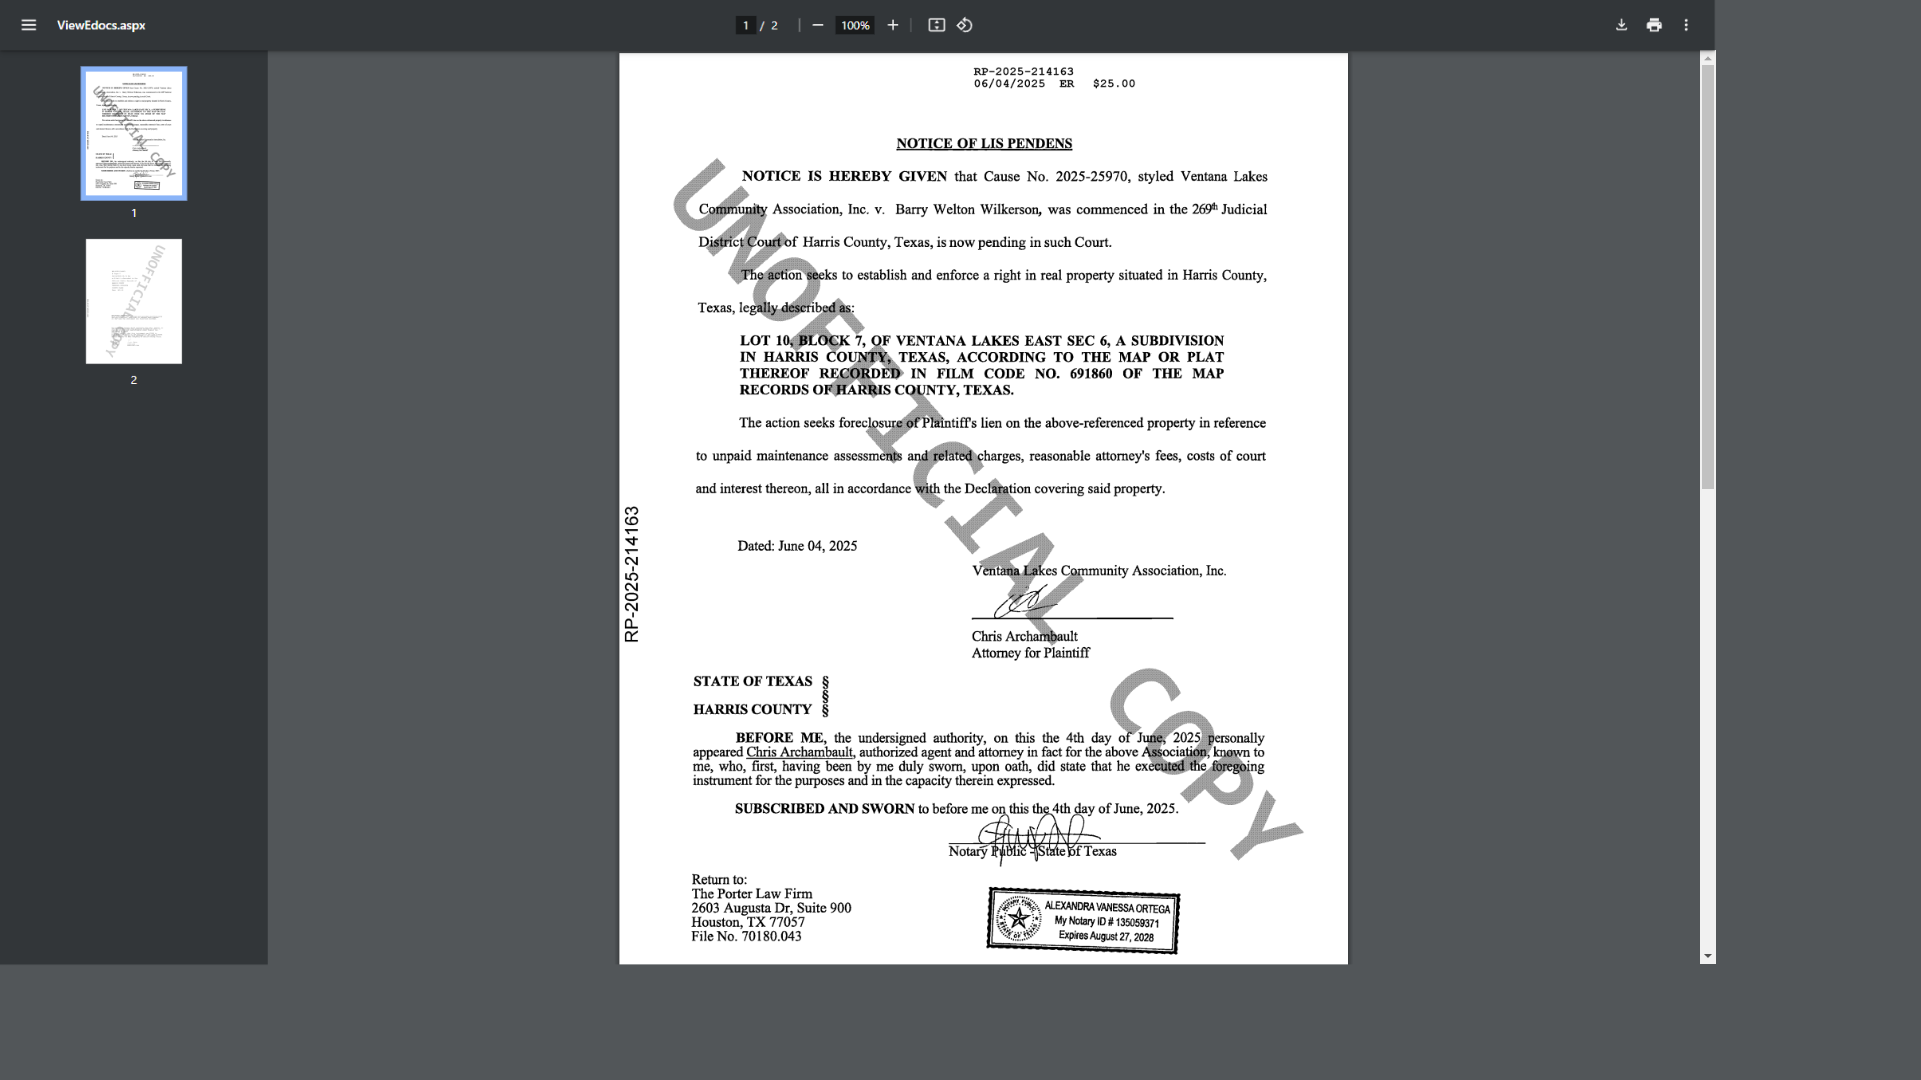 ViewEdocs.aspx
1 / 2
100%
1
2
RP-2025-214163
06/04/2025 ER $25.00
NOTICE OF LIS PENDENS
NOTICE IS HEREBY GIVEN that Cause No. 2025-25970, styled Ventana Lakes
Community Association, Inc. v. Barry Welton Wilkerson, was commenced in the 269th Judicial
District Court of Harris County, Texas, is now pending in such Court.
The action seeks to establish and enforce a right in real property situated in Harris County,
Texas, legally described as:
LOT 10, BLOCK 7, OF VENTANA LAKES EAST SEC 6, A SUBDIVISION
IN HARRIS COUNTY, TEXAS, ACCORDING TO THE MAP OR PLAT
THEREOF RECORDED IN FILM CODE NO. 691860 OF THE MAP
RECORDS OF HARRIS COUNTY, TEXAS.
The action seeks foreclosure of Plaintiff's lien on the above-referenced property in reference
to unpaid maintenance assessments and related charges, reasonable attorney's fees, costs of court
and interest thereon, all in accordance with the Declaration covering said property.
Dated: June 04, 2025
Ventana Lakes Community Association, Inc.
Chris Archambault
Attorney for Plaintiff
STATE OF TEXAS §
§
HARRIS COUNTY §
BEFORE ME, the undersigned authority, on this the 4th day of June, 2025 personally
appeared Chris Archambault, authorized agent and attorney in fact for the above Association, known to
me, who, first, having been by me duly sworn, upon oath, did state that he executed the foregoing
instrument for the purposes and in the capacity therein expressed.
SUBSCRIBED AND SWORN to before me on this the 4th day of June, 2025.
Notary Public - State of Texas
Return to:
The Porter Law Firm
2603 Augusta Dr, Suite 900
Houston, TX 77057
File No. 70180.043
NOTARY PUBLIC
STATE OF TEXAS
ALEXANDRA VANESSA ORTEGA
My Notary ID # 135059371
Expires August 27, 2028
RP-2025-214163
UNOFFICIAL COPY
UNOFFICIAL COPY
UNOFFICIAL COPY